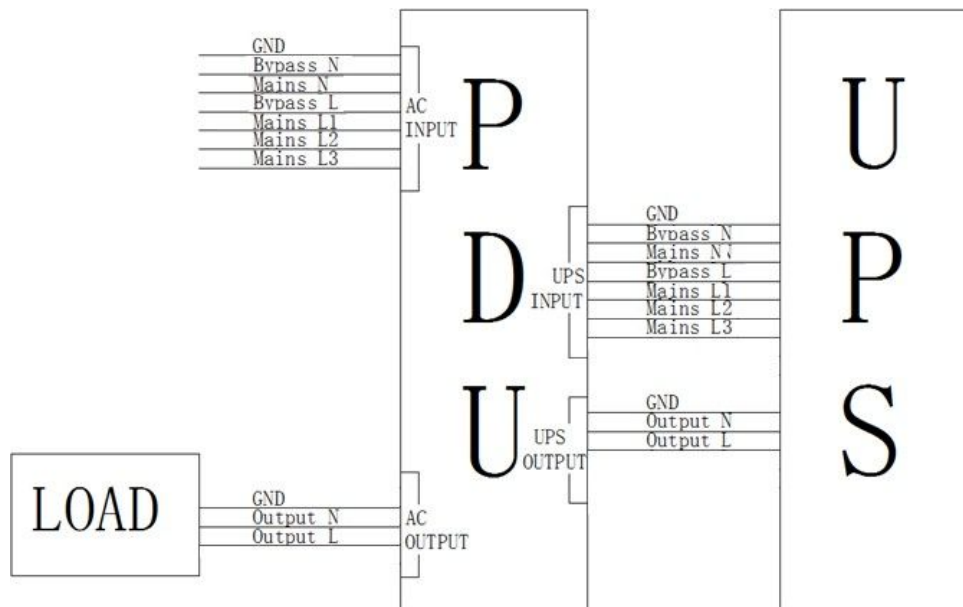 GND
Bypass N
Mains N
Bypass L
Mains L1
Mains L2
Mains L3
AC
INPUT
P
D
U
U
P
S
UPS
INPUT
GND
Bypass N
Mains N
Bypass L
Mains L1
Mains L2
Mains L3
UPS
OUTPUT
GND
Output N
Output L
LOAD
GND
Output N
Output L
AC
OUTPUT